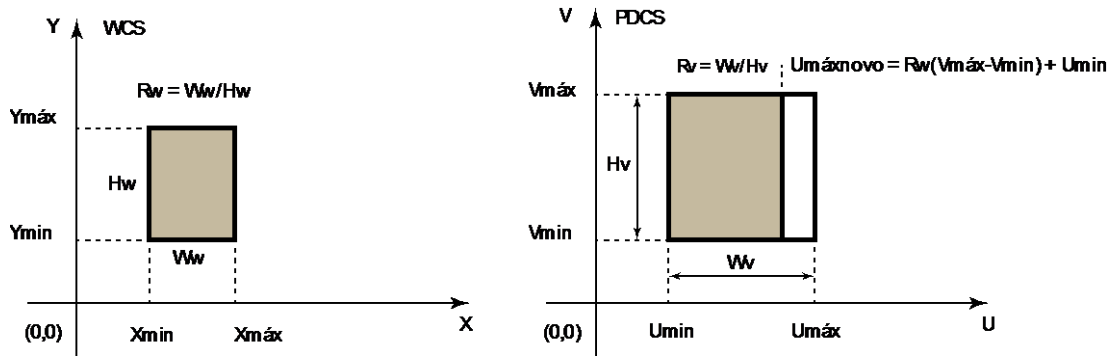 Y WCS
Rw = Ww/Hw
Ymáx
Hw
Ymin
Ww
(0,0) Xmin Xmáx X
V PDCS
Rv = Wv/Hv Umáxnovo = Rw(Vmáx-Vmin) + Umin
Vmáx
Hv
Vmin
Wv
(0,0) Umin Umáx U